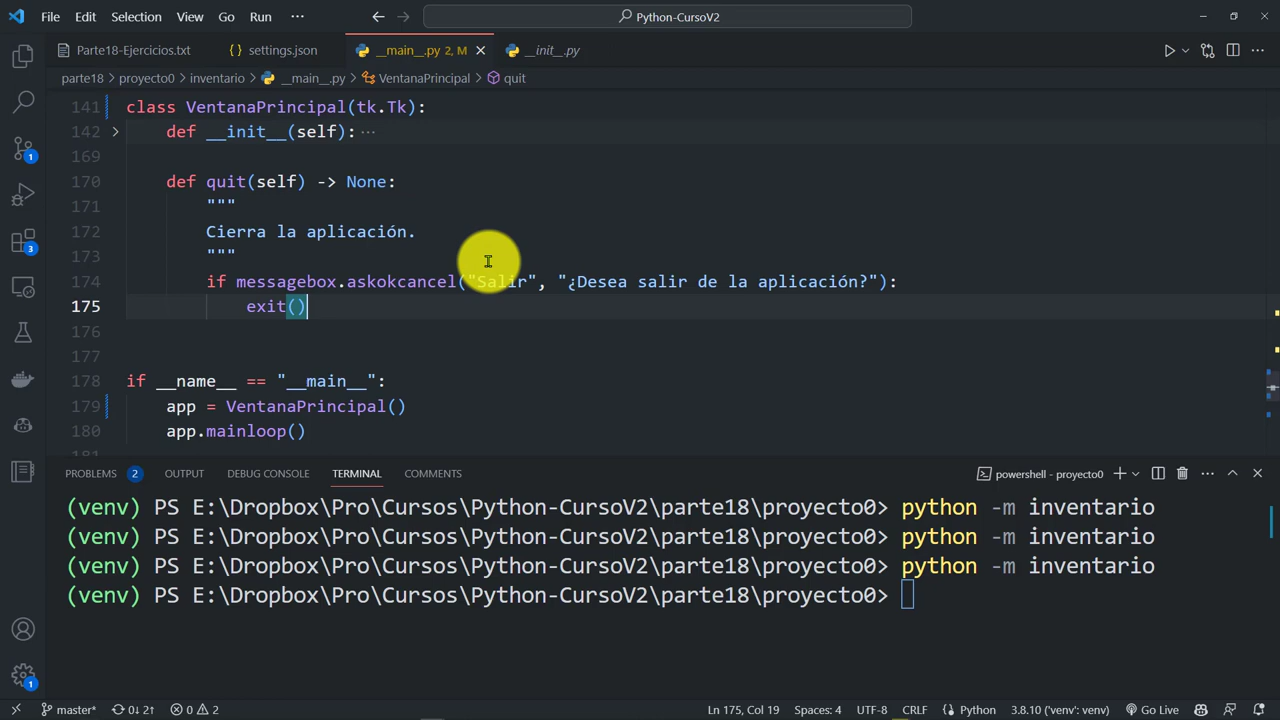 File Edit Selection View Go Run ··· Python-CursoV2
Parte18-Ejercicios.txt settings.json __main__.py 2, M __init__.py
parte18 > proyecto0 > inventario > __main__.py > VentanaPrincipal > quit
141 class VentanaPrincipal(tk.Tk):
142 def __init__(self): ···
169
170 def quit(self) -> None:
171 """
172 Cierra la aplicación.
173 """
174 if messagebox.askokcancel("Salir", "¿Desea salir de la aplicación?"):
175 exit()
176
177
178 if __name__ == "__main__":
179 app = VentanaPrincipal()
180 app.mainloop()
181
PROBLEMS 2 OUTPUT DEBUG CONSOLE TERMINAL COMMENTS powershell - proyecto0
(venv) PS E:\Dropbox\Pro\Cursos\Python-CursoV2\parte18\proyecto0> python -m inventario
(venv) PS E:\Dropbox\Pro\Cursos\Python-CursoV2\parte18\proyecto0> python -m inventario
(venv) PS E:\Dropbox\Pro\Cursos\Python-CursoV2\parte18\proyecto0> python -m inventario
(venv) PS E:\Dropbox\Pro\Cursos\Python-CursoV2\parte18\proyecto0>
1
3
1
master* 0↓ 2↑ 0 2 Ln 175, Col 19 Spaces: 4 UTF-8 CRLF Python 3.8.10 ('venv': venv) Go Live